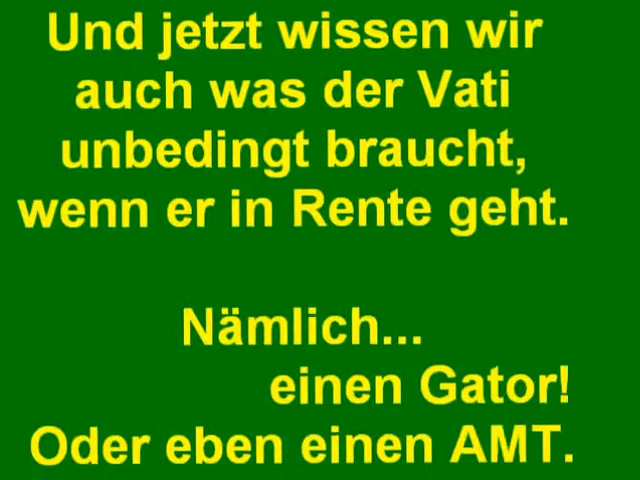 Und jetzt wissen wir
auch was der Vati
unbedingt braucht,
wenn er in Rente geht.
Nämlich...
einen Gator!
Oder eben einen AMT.